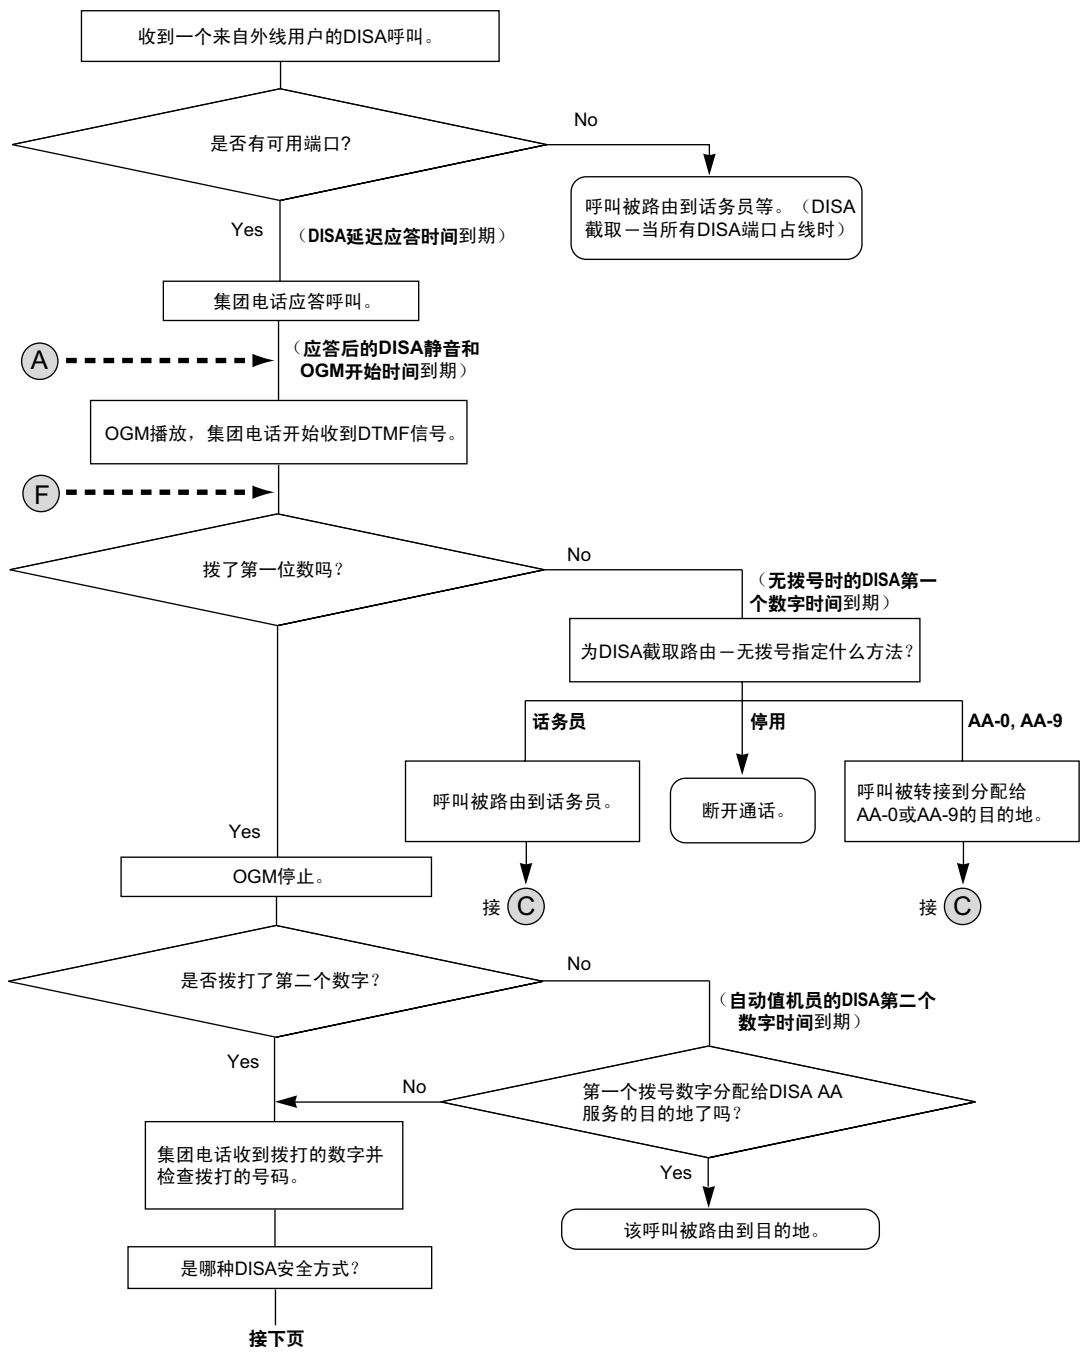 收到一个来自外线用户的DISA呼叫。
是否有可用端口?
No
呼叫被路由到话务员等。（DISA
截取－当所有DISA端口占线时）
Yes
（DISA延迟应答时间到期）
集团电话应答呼叫。
A
（应答后的DISA静音和
OGM开始时间到期）
OGM播放，集团电话开始收到DTMF信号。
F
拨了第一位数吗？
No
（无拨号时的DISA第一
个数字时间到期）
为DISA截取路由－无拨号指定什么方法？
话务员
停用
AA-0, AA-9
呼叫被路由到话务员。
断开通话。
呼叫被转接到分配给
AA-0或AA-9的目的地。
Yes
OGM停止。
接 C
接 C
是否拨打了第二个数字？
No
（自动值机员的DISA第二个
数字时间到期）
Yes
No
第一个拨号数字分配给DISA AA
服务的目的地了吗？
集团电话收到拨打的数字并
检查拨打的号码。
Yes
该呼叫被路由到目的地。
是哪种DISA安全方式？
接下页